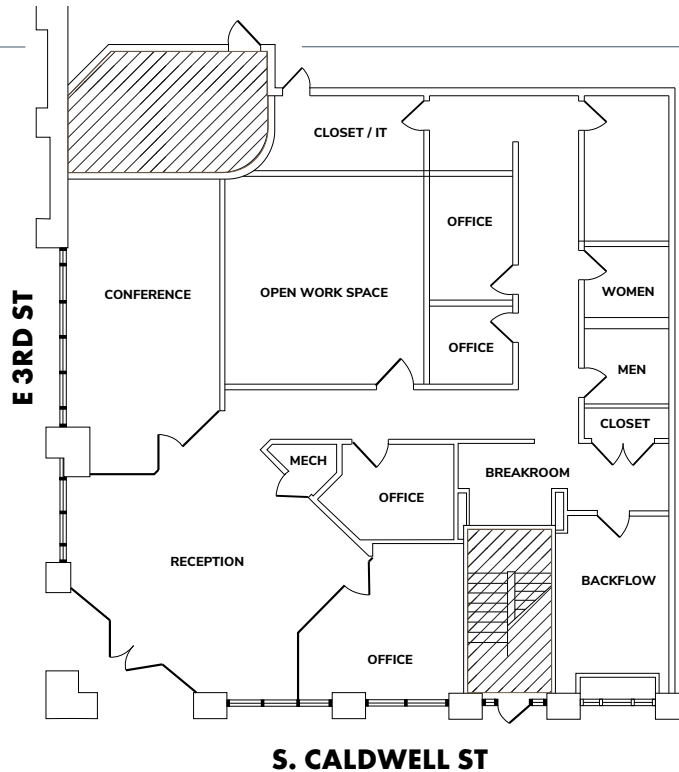 CLOSET / IT
OFFICE
CONFERENCE
OPEN WORK SPACE
WOMEN
E 3RD ST
OFFICE
MEN
CLOSET
MECH
BREAKROOM
OFFICE
RECEPTION
BACKFLOW
OFFICE
S. CALDWELL ST